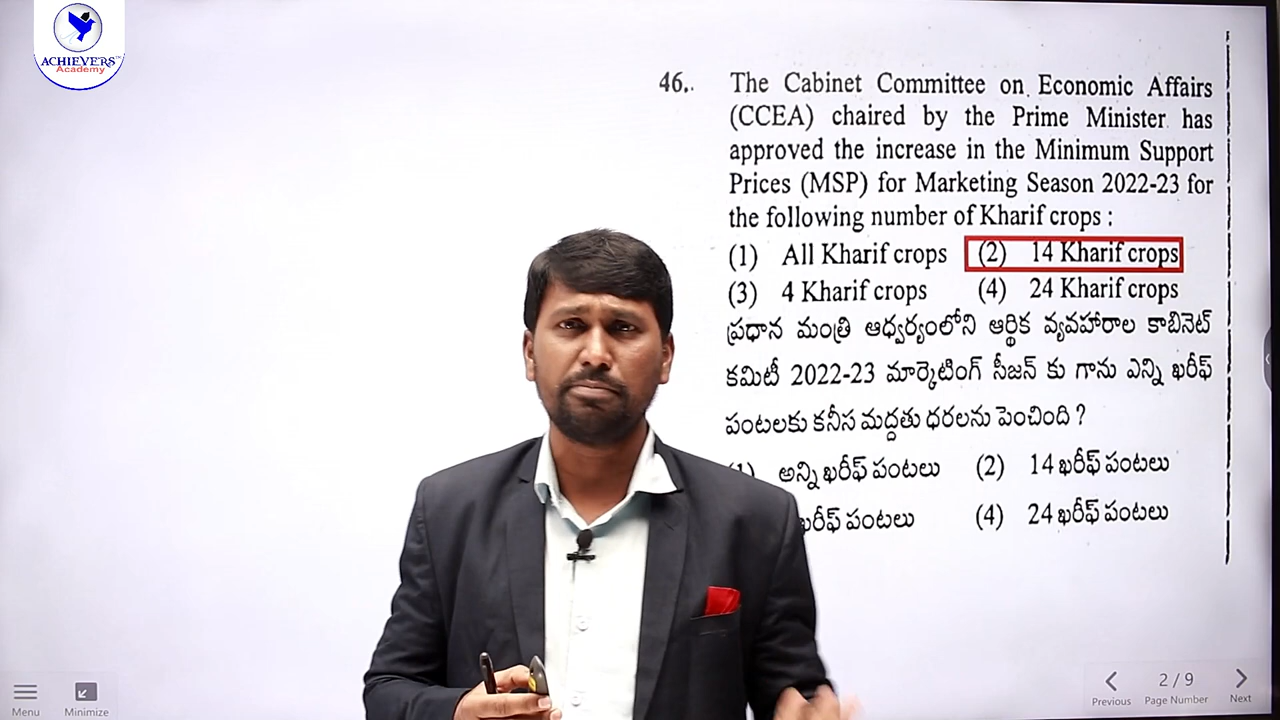 ACHIEVERS™
Academy
46. The Cabinet Committee on Economic Affairs
(CCEA) chaired by the Prime Minister has
approved the increase in the Minimum Support
Prices (MSP) for Marketing Season 2022-23 for
the following number of Kharif crops :
(1) All Kharif crops (2) 14 Kharif crops
(3) 4 Kharif crops (4) 24 Kharif crops
ప్రధాన మంత్రి ఆధ్వర్యంలోని ఆర్థిక వ్యవహారాల కాబినెట్
కమిటీ 2022-23 మార్కెటింగ్ సీజన్ కు గాను ఎన్ని ఖరీఫ్
పంటలకు కనీస మద్దతు ధరలను పెంచింది ?
అన్ని ఖరీఫ్ పంటలు (2) 14 ఖరీఫ్ పంటలు
పంటలు (4) 24 ఖరీఫ్ పంటలు
Menu
Minimize
2 / 9
Previous Page Number Next